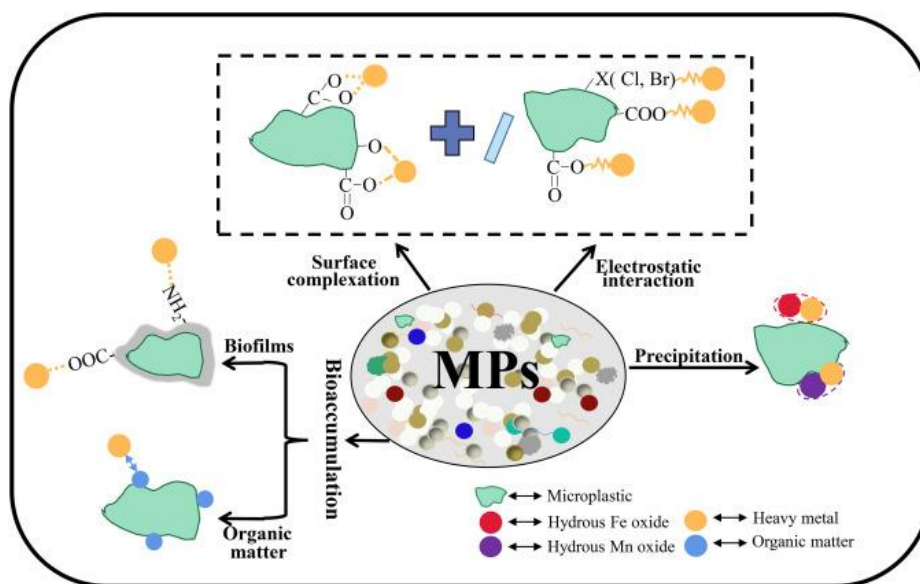 O
C
O
O
C-O
O
X( Cl, Br)
COO
C-O
O
Surface
complexation
Electrostatic
interaction
NH2
OOC
Biofilms
MPs
Precipitation
Bioaccumulation
Organic
matter
Microplastic
Hydrous Fe oxide
Heavy metal
Hydrous Mn oxide
Organic matter